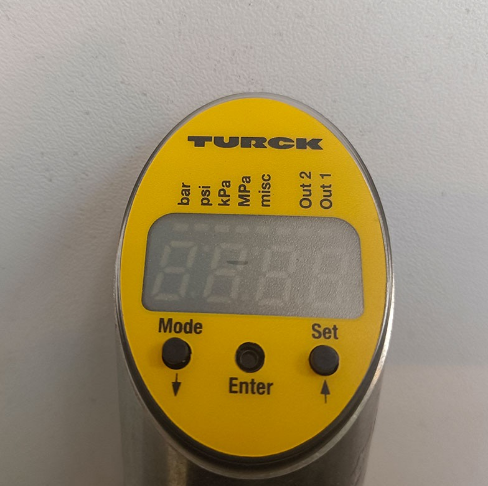 TURCK
bar
psi
kPa
MPa
misc
Out 2
Out 1
Mode
Set
Enter